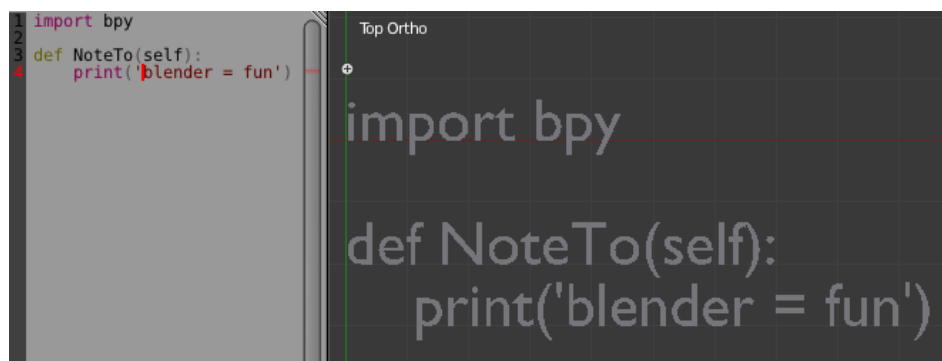 1 import bpy
2
3 def NoteTo(self):
4     print('blender = fun')
Top Ortho
import bpy
def NoteTo(self):
    print('blender = fun')